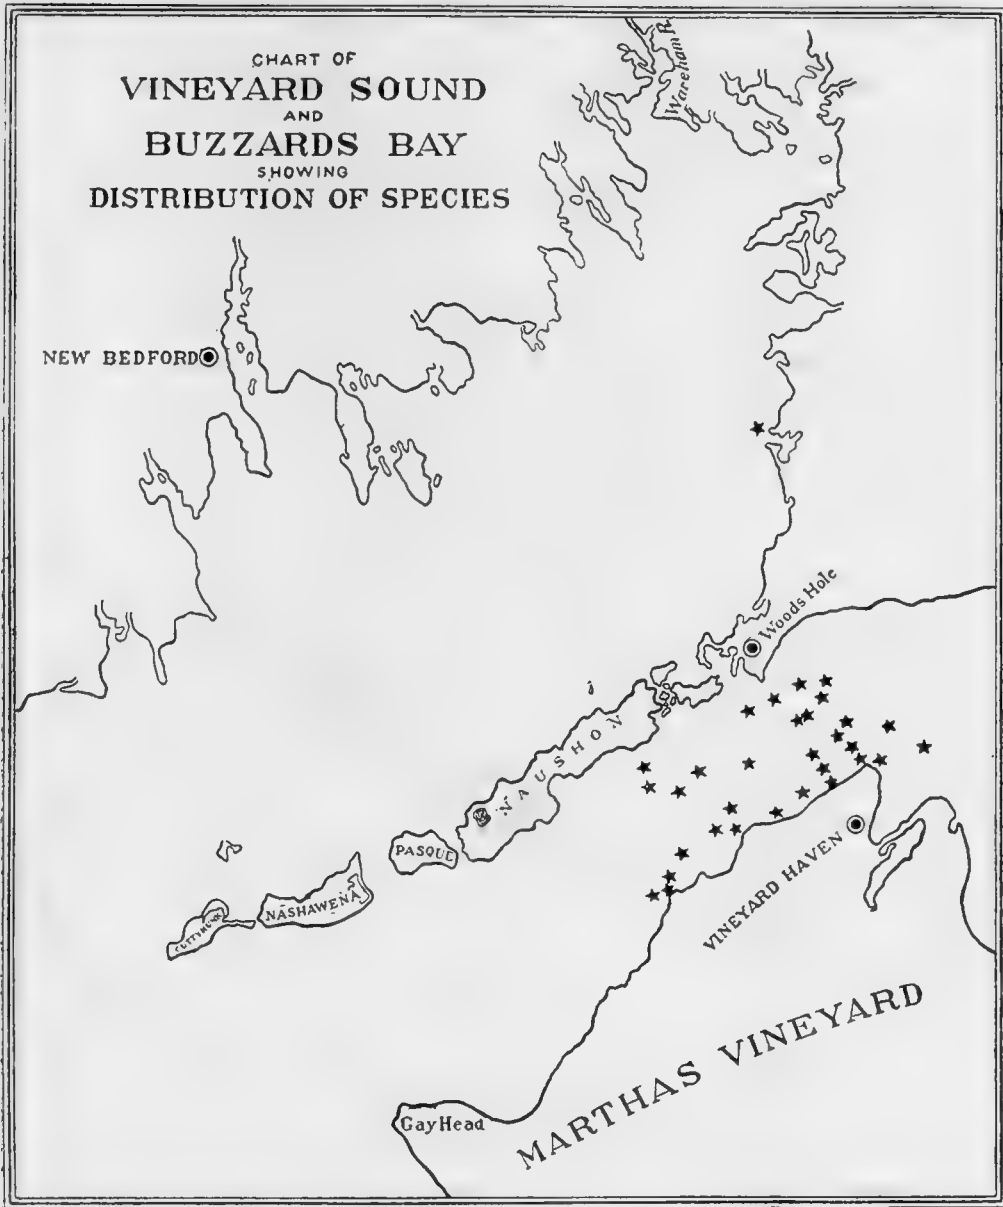 CHART OF
VINEYARD SOUND
AND
BUZZARDS BAY
SHOWING
DISTRIBUTION OF SPECIES
Wareham R.
NEW BEDFORD
Woods Hole
NAUSHON
PASQUE
NASHAWENA
CUTTYHUNK
VINEYARD HAVEN
MARTHAS VINEYARD
Gay Head